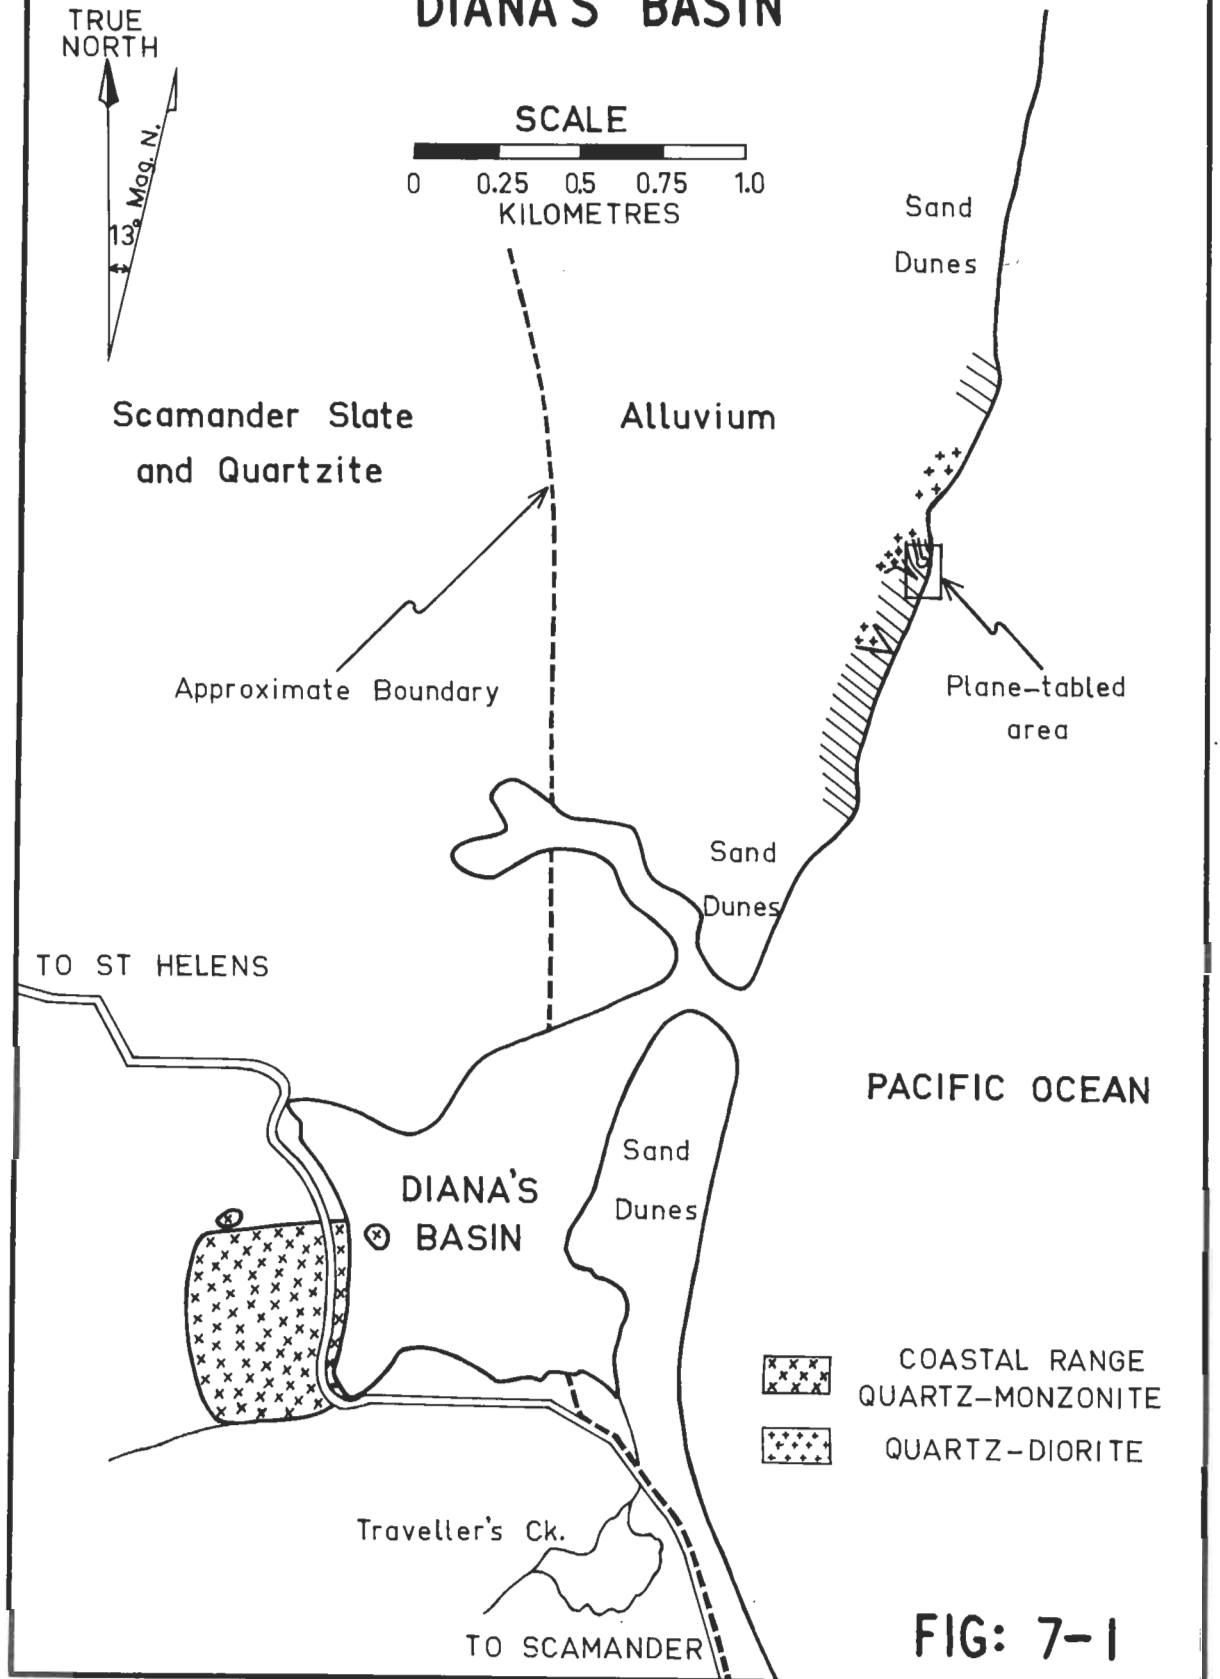 DIANA'S BASIN
TRUE
NORTH
13° Mag. N.
SCALE
0 0.25 0.5 0.75 1.0
KILOMETRES
Sand
Dunes
Scamander Slate
and Quartzite
Alluvium
Approximate Boundary
Plane-tabled
area
Sand
Dunes
TO ST HELENS
PACIFIC OCEAN
Sand
Dunes
DIANA'S
BASIN
COASTAL RANGE
QUARTZ-MONZONITE
QUARTZ-DIORITE
Traveller's Ck.
TO SCAMANDER
FIG: 7-1